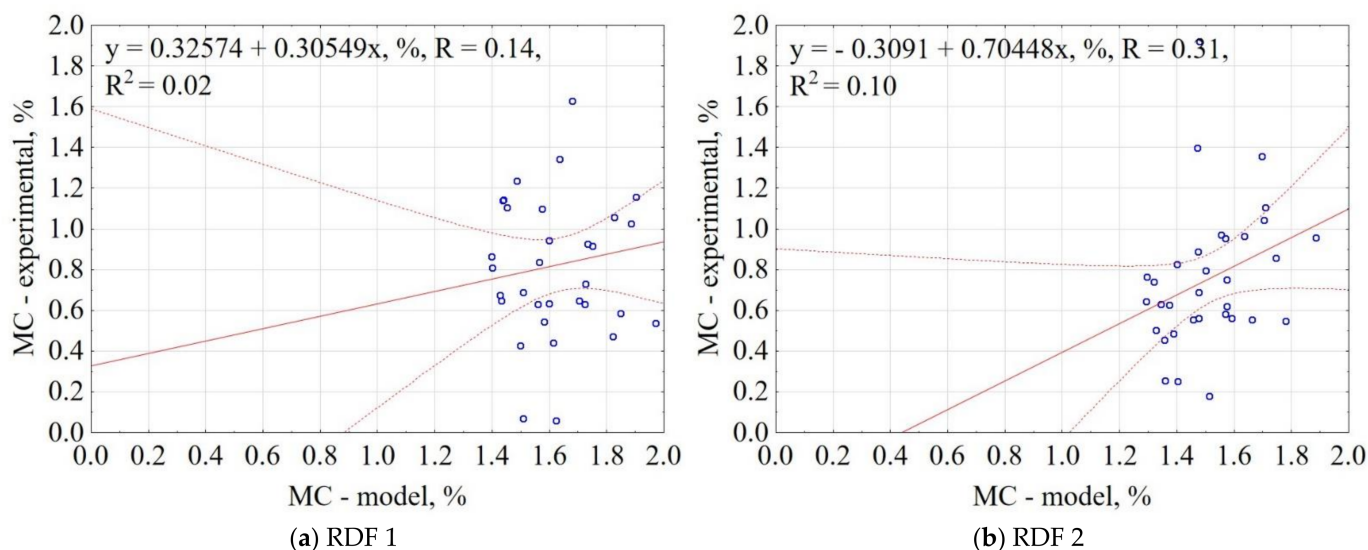 y = 0.32574 + 0.30549x, %, R = 0.14,
R² = 0.02
2.0
1.8
1.6
1.4
1.2
1.0
0.8
0.6
0.4
0.2
0.0
MC - experimental, %
0.0 0.2 0.4 0.6 0.8 1.0 1.2 1.4 1.6 1.8 2.0
MC - model, %
(a) RDF 1
y = - 0.3091 + 0.70448x, %, R = 0.31,
R² = 0.10
2.0
1.8
1.6
1.4
1.2
1.0
0.8
0.6
0.4
0.2
0.0
MC - experimental, %
0.0 0.2 0.4 0.6 0.8 1.0 1.2 1.4 1.6 1.8 2.0
MC - model, %
(b) RDF 2